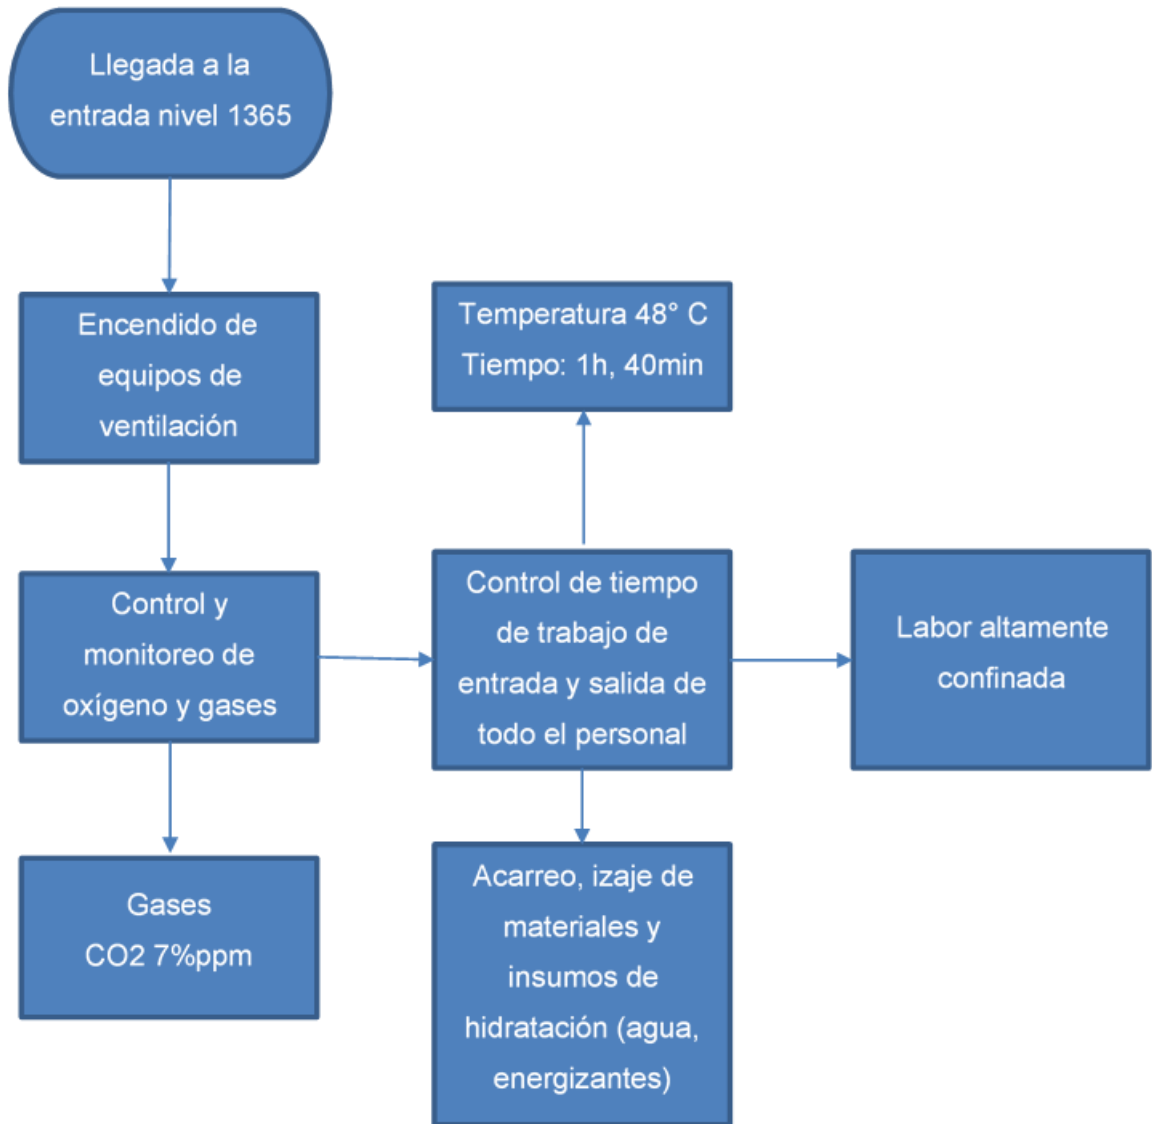 Llegada a la
entrada nivel 1365
Encendido de
equipos de
ventilación
Temperatura 48° C
Tiempo: 1h, 40min
Control y
monitoreo de
oxígeno y gases
Control de tiempo
de trabajo de
entrada y salida de
todo el personal
Labor altamente
confinada
Gases
CO2 7%ppm
Acarreo, izaje de
materiales y
insumos de
hidratación (agua,
energizantes)